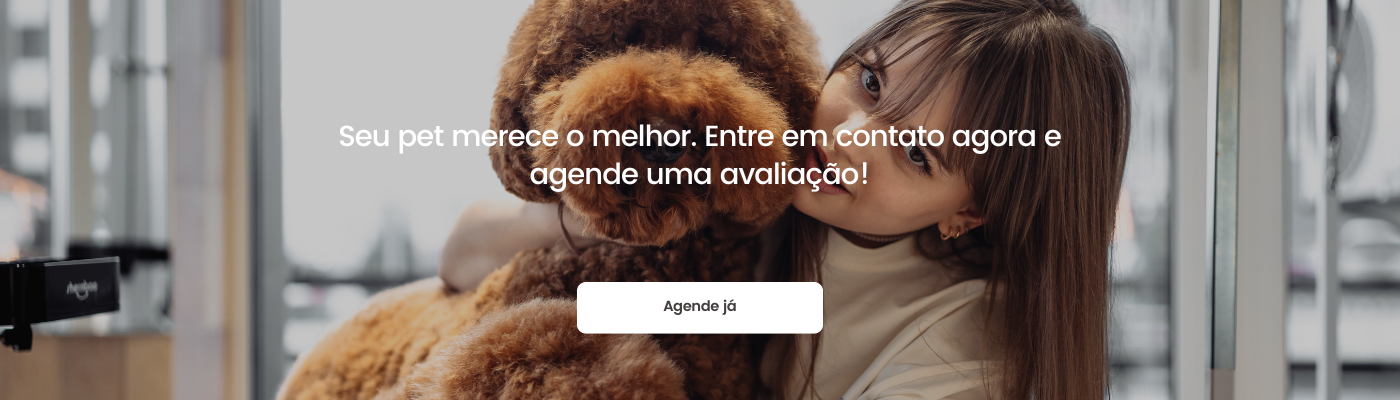 Seu pet merece o melhor. Entre em contato agora e
agende uma avaliação!
Agende já